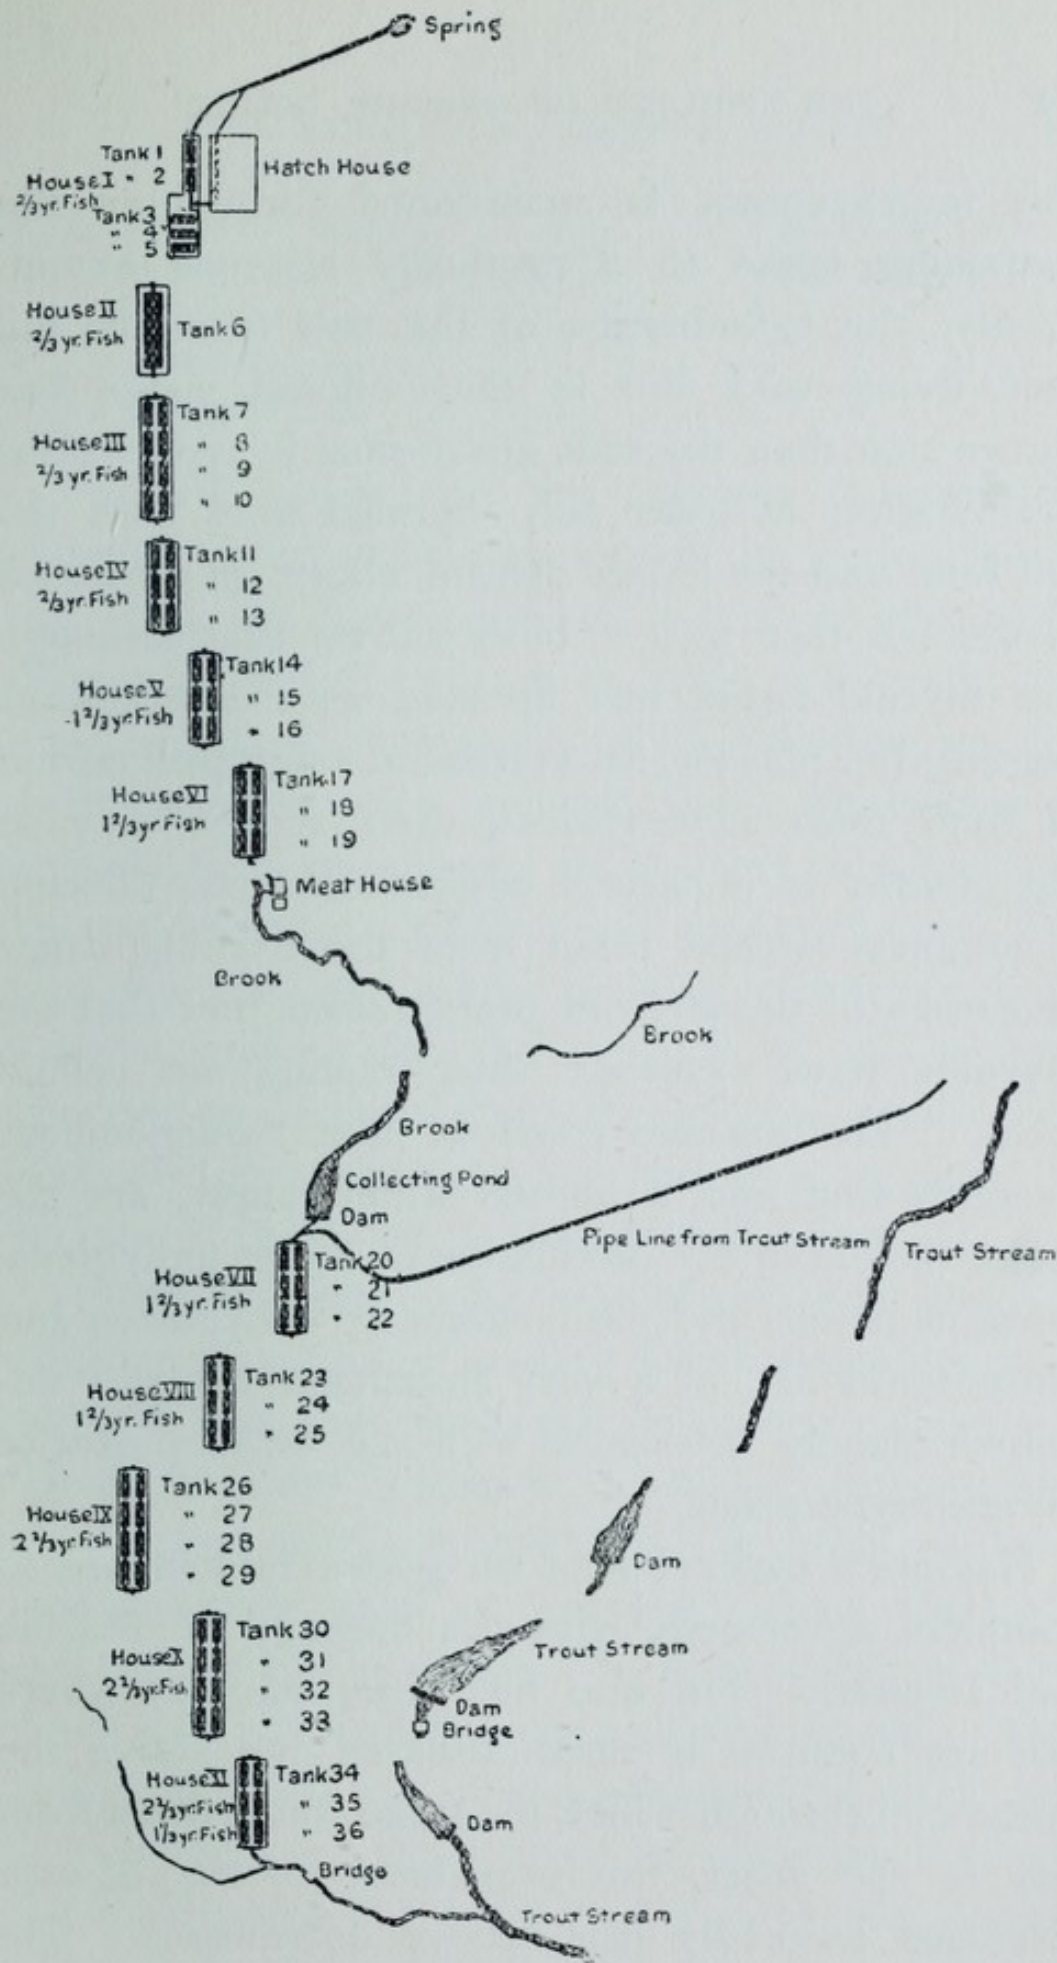 Spring
Tank 1
House I " 2
2/3 yr. Fish
Hatch House
Tank 3
" 4
" 5
House II
2/3 yr. Fish
Tank 6
Tank 7
House III " 8
2/3 yr. Fish " 9
" 10
Tank 11
House IV " 12
2/3 yr. Fish " 13
Tank 14
House V " 15
1 2/3 yr. Fish " 16
Tank 17
House VI " 18
1 2/3 yr Fish " 19
Meat House
Brook
Brook
Brook
Collecting Pond
Dam
Pipe Line from Trout Stream
Trout Stream
Tank 20
House VII " 21
1 2/3 yr. Fish " 22
Tank 23
House VIII " 24
1 2/3 yr. Fish " 25
Tank 26
House IX " 27
2 2/3 yr. Fish " 28
" 29
Dam
Tank 30
House X " 31
2 2/3 yr. Fish " 32
" 33
Trout Stream
Dam
Bridge
House XI Tank 34
2 2/3 yr. Fish " 35
1 1/3 yr. Fish " 36
Dam
Bridge
Trout Stream